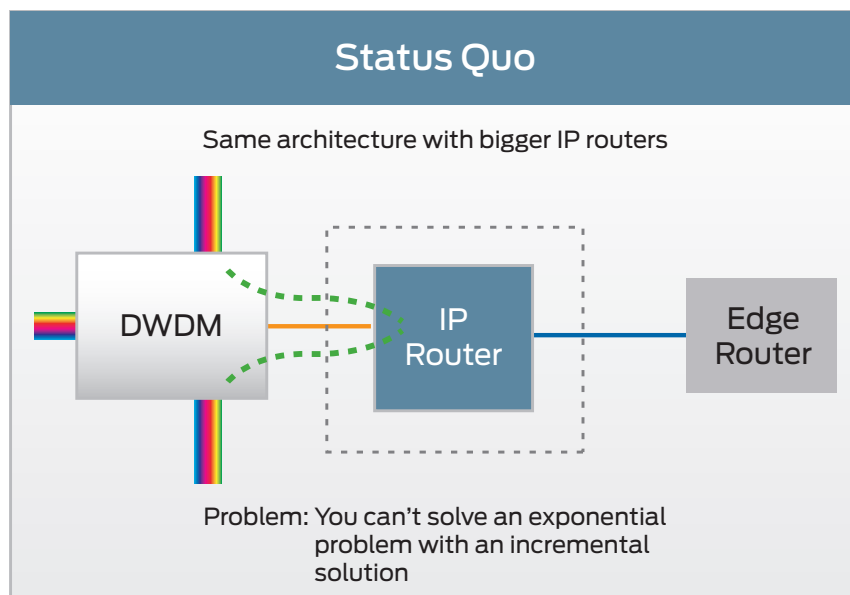 Status Quo
Same architecture with bigger IP routers
DWDM
IP
Router
Edge
Router
Problem: You can’t solve an exponential
problem with an incremental
solution